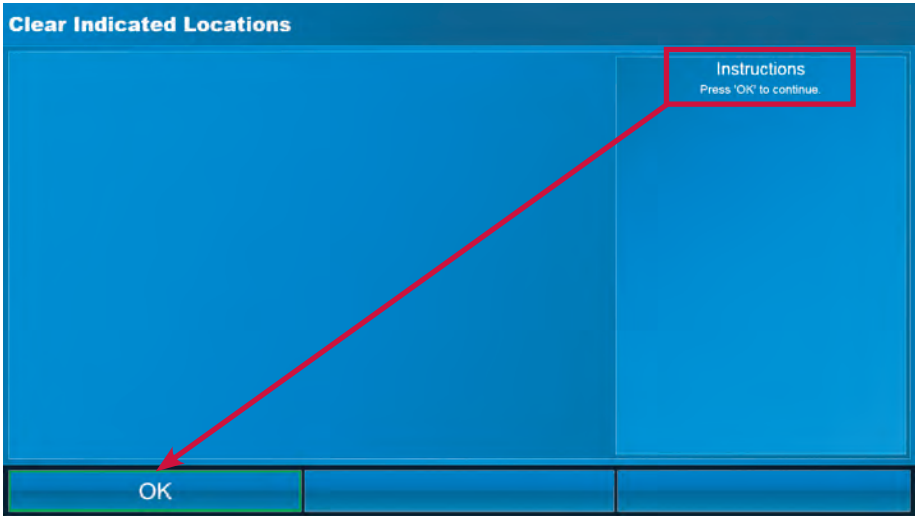 Clear Indicated Locations
Instructions
Press 'OK' to continue.
OK